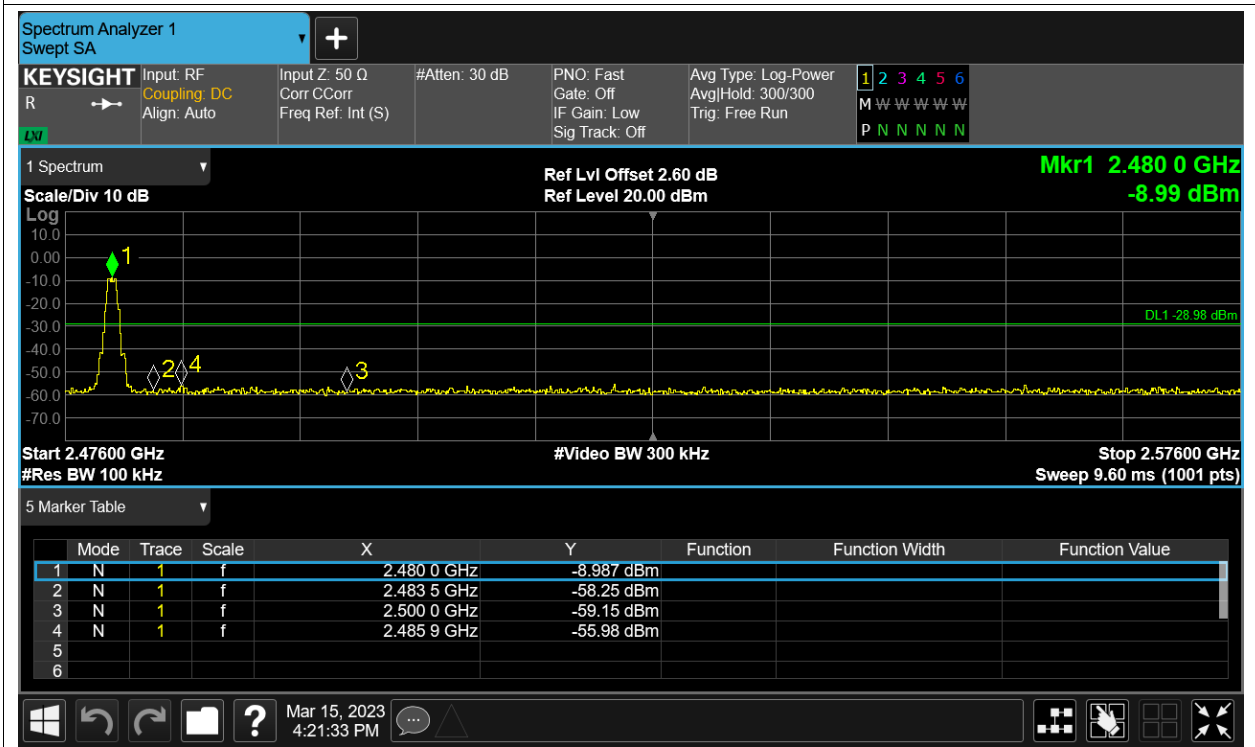 Spectrum Analyzer 1
Swept SA
KEYSIGHT
R
LXI
Input: RF
Coupling: DC
Align: Auto
Input Z: 50 Ω
Corr CCorr
Freq Ref: Int (S)
#Atten: 30 dB
PNO: Fast
Gate: Off
IF Gain: Low
Sig Track: Off
Avg Type: Log-Power
Avg|Hold: 300/300
Trig: Free Run
1 2 3 4 5 6
M W W W W W
P N N N N N
1 Spectrum
Scale/Div 10 dB
Ref Lvl Offset 2.60 dB
Ref Level 20.00 dBm
Mkr1 2.480 0 GHz
-8.99 dBm
Log
10.0
0.00
-10.0
-20.0
-30.0
-40.0
-50.0
-60.0
-70.0
1
2
4
3
DL1 -28.98 dBm
Start 2.47600 GHz
#Res BW 100 kHz
#Video BW 300 kHz
Stop 2.57600 GHz
Sweep 9.60 ms (1001 pts)
5 Marker Table
Mode Trace Scale X Y Function Function Width Function Value
1 N 1 f 2.480 0 GHz -8.987 dBm
2 N 1 f 2.483 5 GHz -58.25 dBm
3 N 1 f 2.500 0 GHz -59.15 dBm
4 N 1 f 2.485 9 GHz -55.98 dBm
5
6
?
Mar 15, 2023
4:21:33 PM